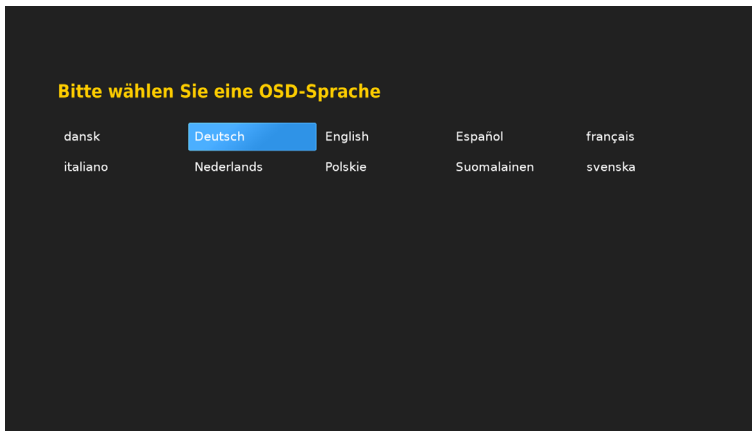 Bitte wählen Sie eine OSD-Sprache
dansk Deutsch English Español français
italiano Nederlands Polskie Suomalainen svenska